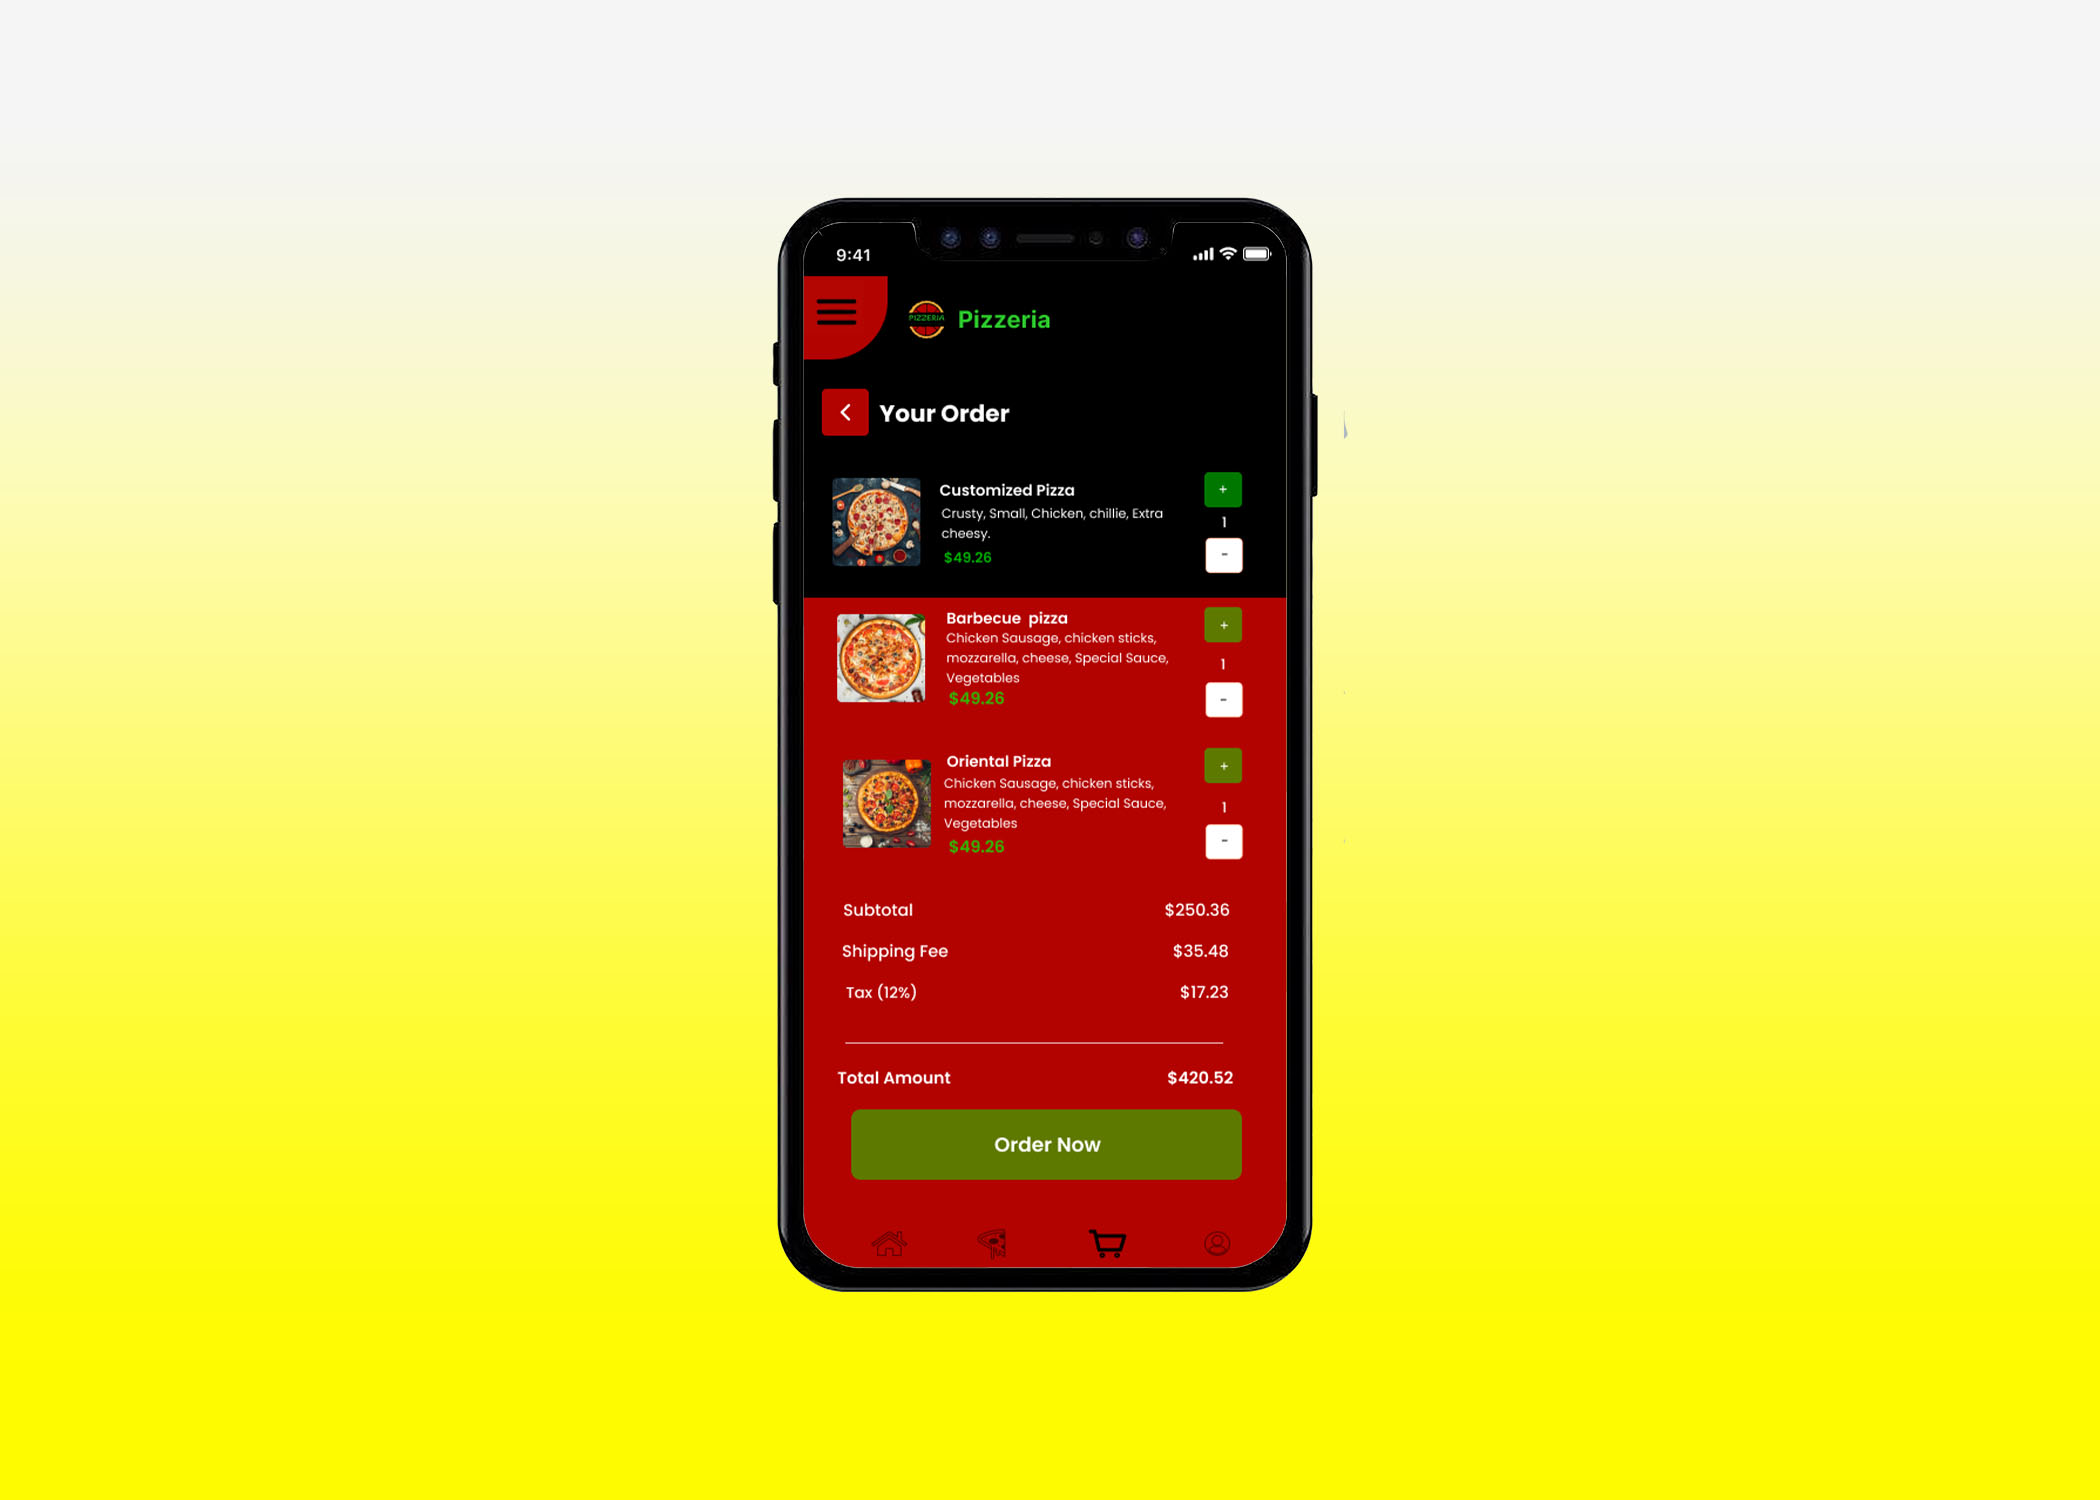 9:41
PIZZERIA
Pizzeria
Your Order
Customized Pizza
Crusty, Small, Chicken, chillie, Extra
cheesy.
$49.26
+
1
-
Barbecue pizza
Chicken Sausage, chicken sticks,
mozzarella, cheese, Special Sauce,
Vegetables
$49.26
+
1
-
Oriental Pizza
Chicken Sausage, chicken sticks,
mozzarella, cheese, Special Sauce,
Vegetables
$49.26
+
1
-
Subtotal $250.36
Shipping Fee $35.48
Tax (12%) $17.23
Total Amount $420.52
Order Now